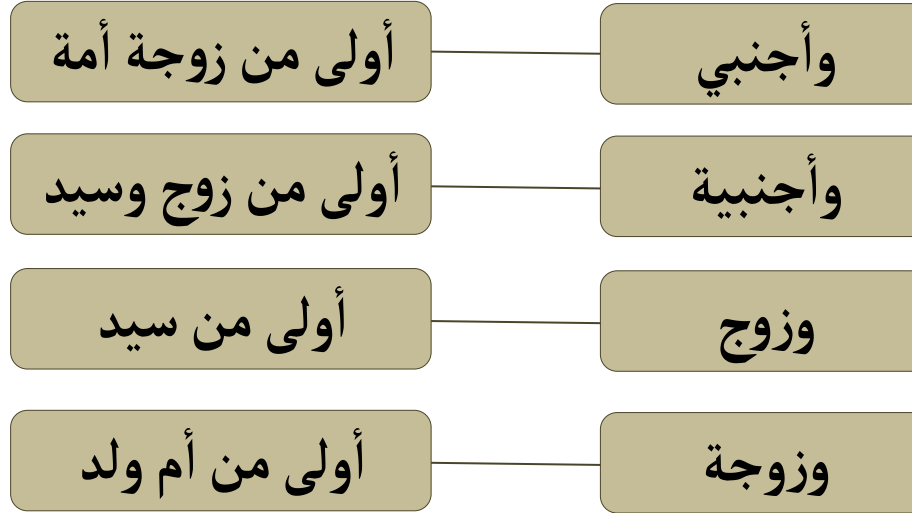 وأجنبي
أولى من زوجة أمة
وأجنبية
أولى من زوج وسيد
وزوج
أولى من سيد
وزوجة
أولى من أم ولد